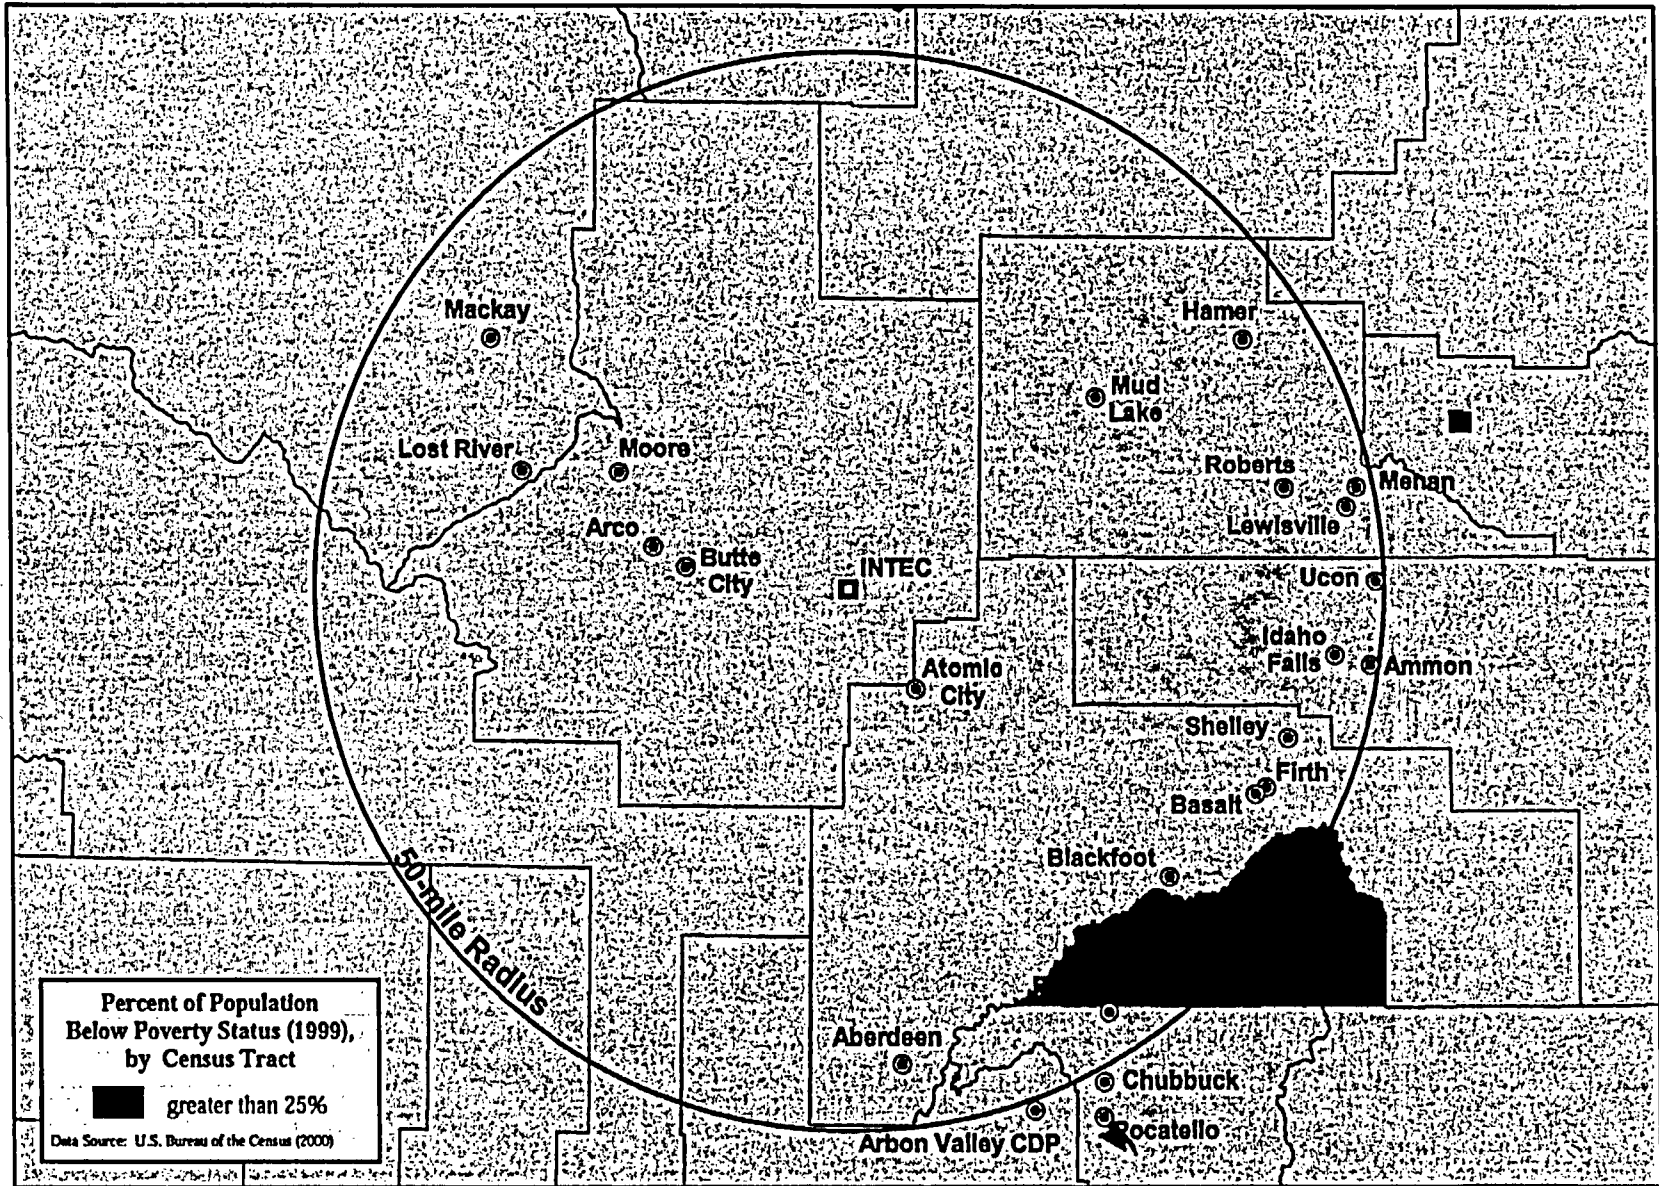 Mackay
Hamer
Mud
Lake
Lost River
Moore
Roberts
Menan
Lewisville
Arco
Butte
City
INTEC
Ucon
Idaho
Falls
Ammon
Atomic
City
Shelley
Firth
Basalt
Blackfoot
50-mile Radius
Aberdeen
Chubbuck
Pocatello
Arbon Valley CDP
Percent of Population
Below Poverty Status (1999),
by Census Tract
greater than 25%
Data Source: U.S. Bureau of the Census (2000)